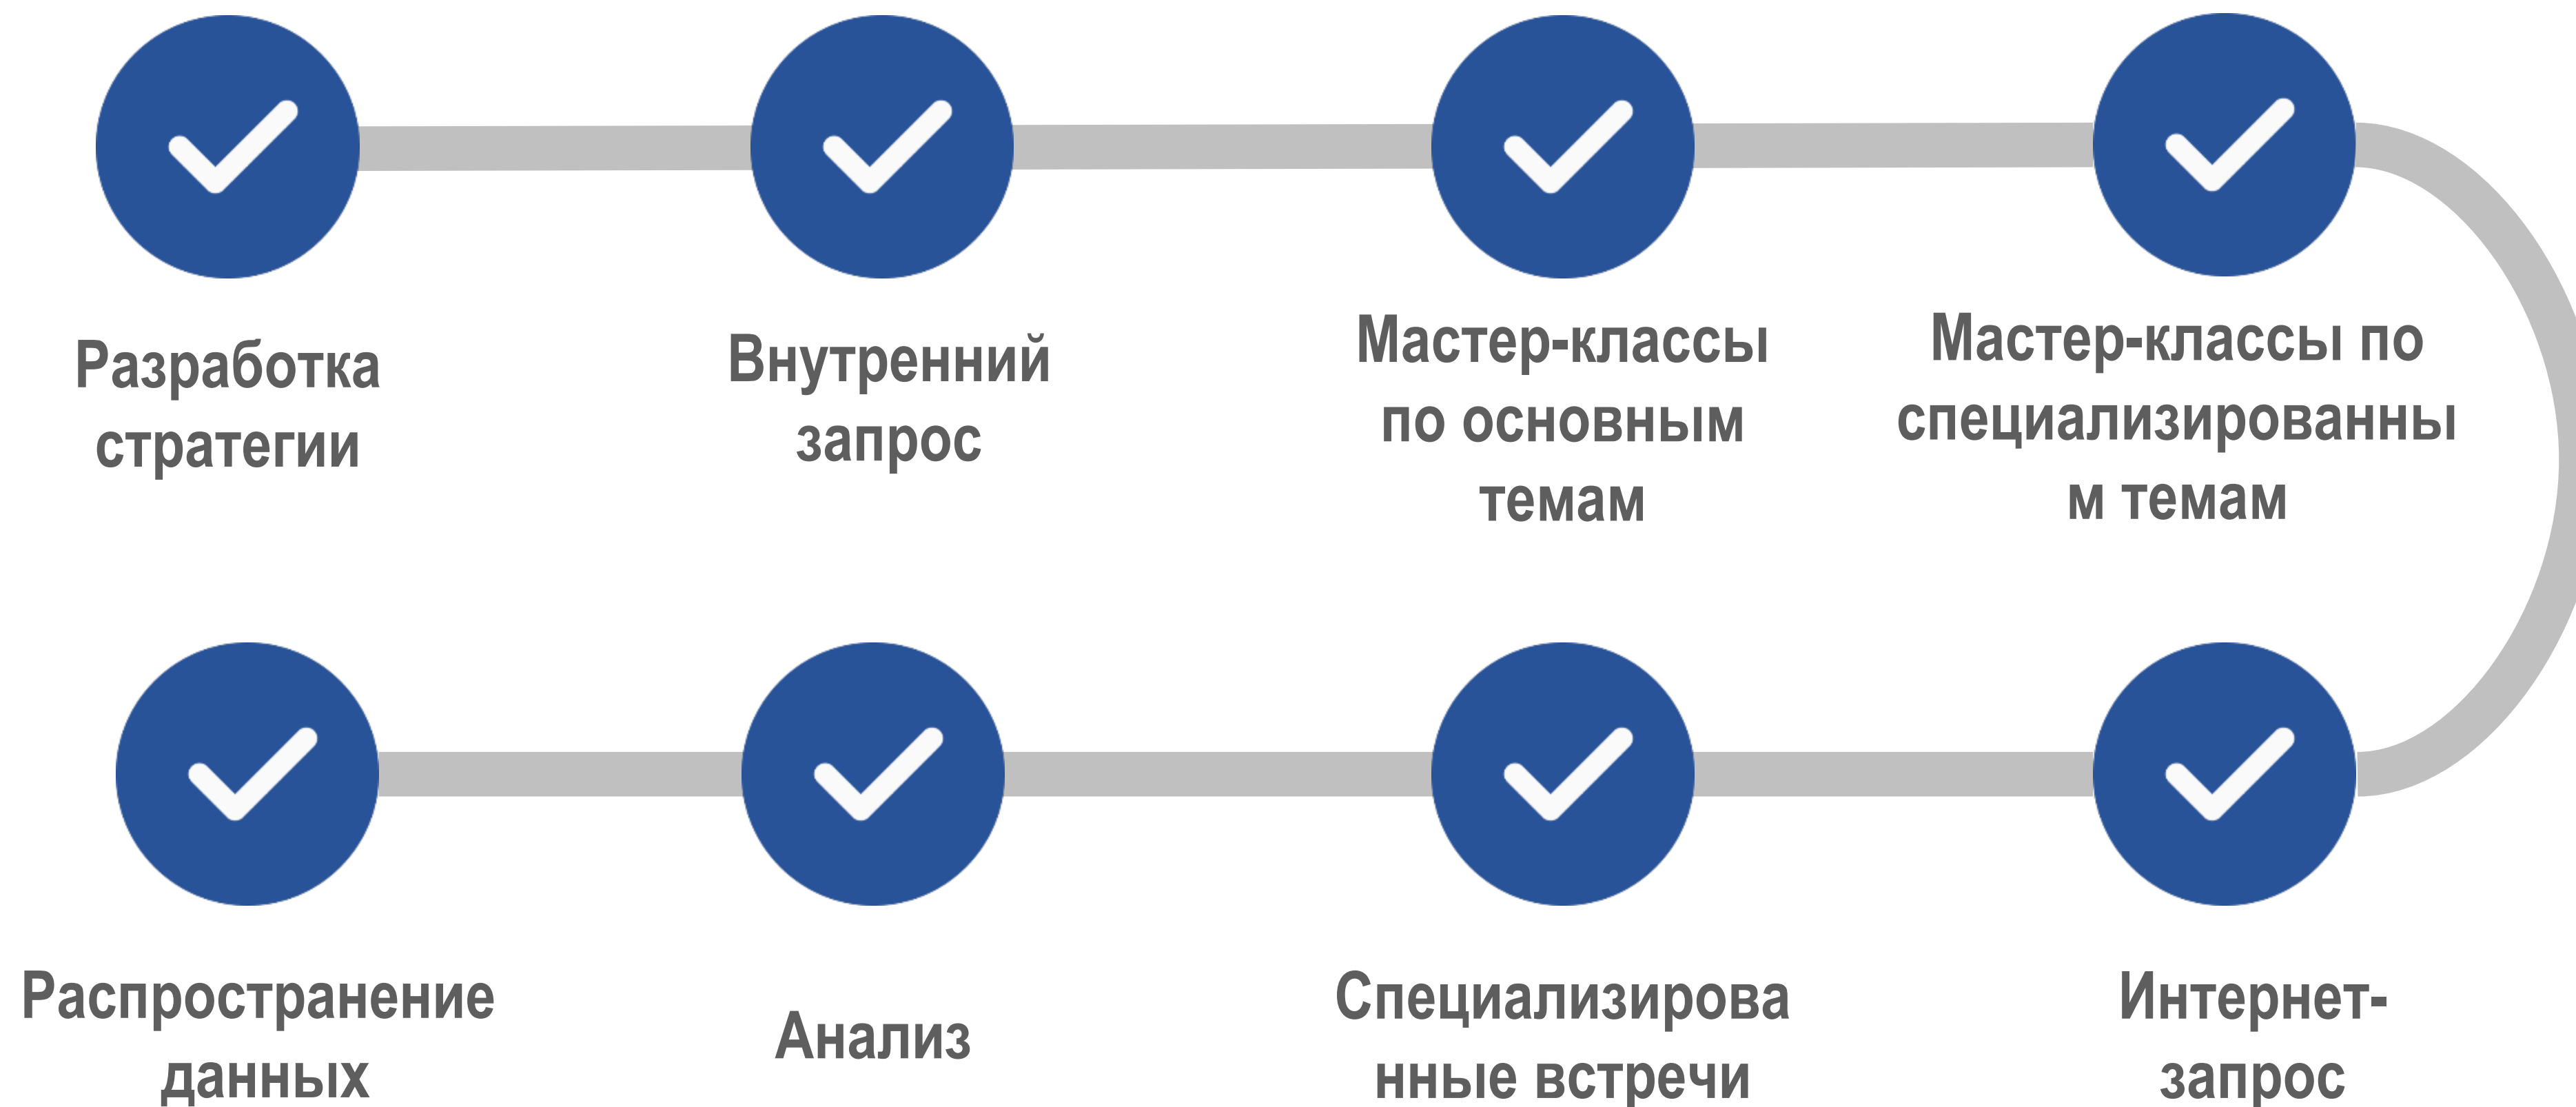 Разработка
стратегии
Внутренний
запрос
Мастер-классы
по основным
темам
Мастер-классы по
специализированны
м темам
Распространение
данных
Анализ
Специализирова
нные встречи
Интернет-
запрос